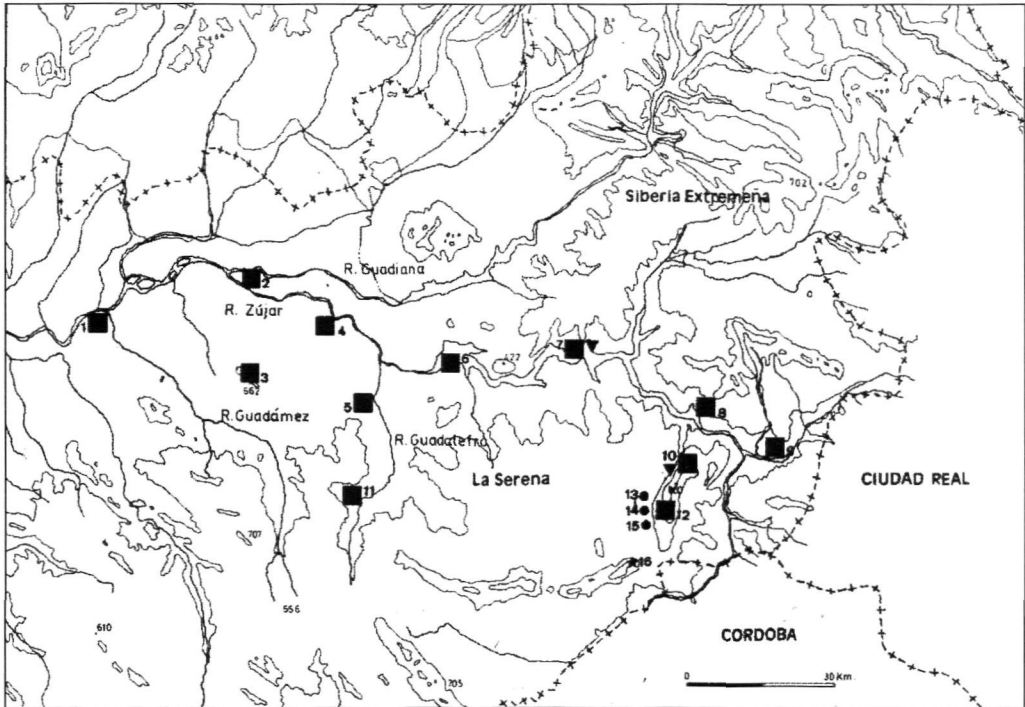 702
Siberia Extremeña
R. Guadiana
2
R. Zújar
1
4
3
562
5
6
7
8
9
R. Guadámez
R. Guadalefra
La Serena
CIUDAD REAL
10
11
12
13
14
15
16
707
556
610
705
CORDOBA
0
30 Km.